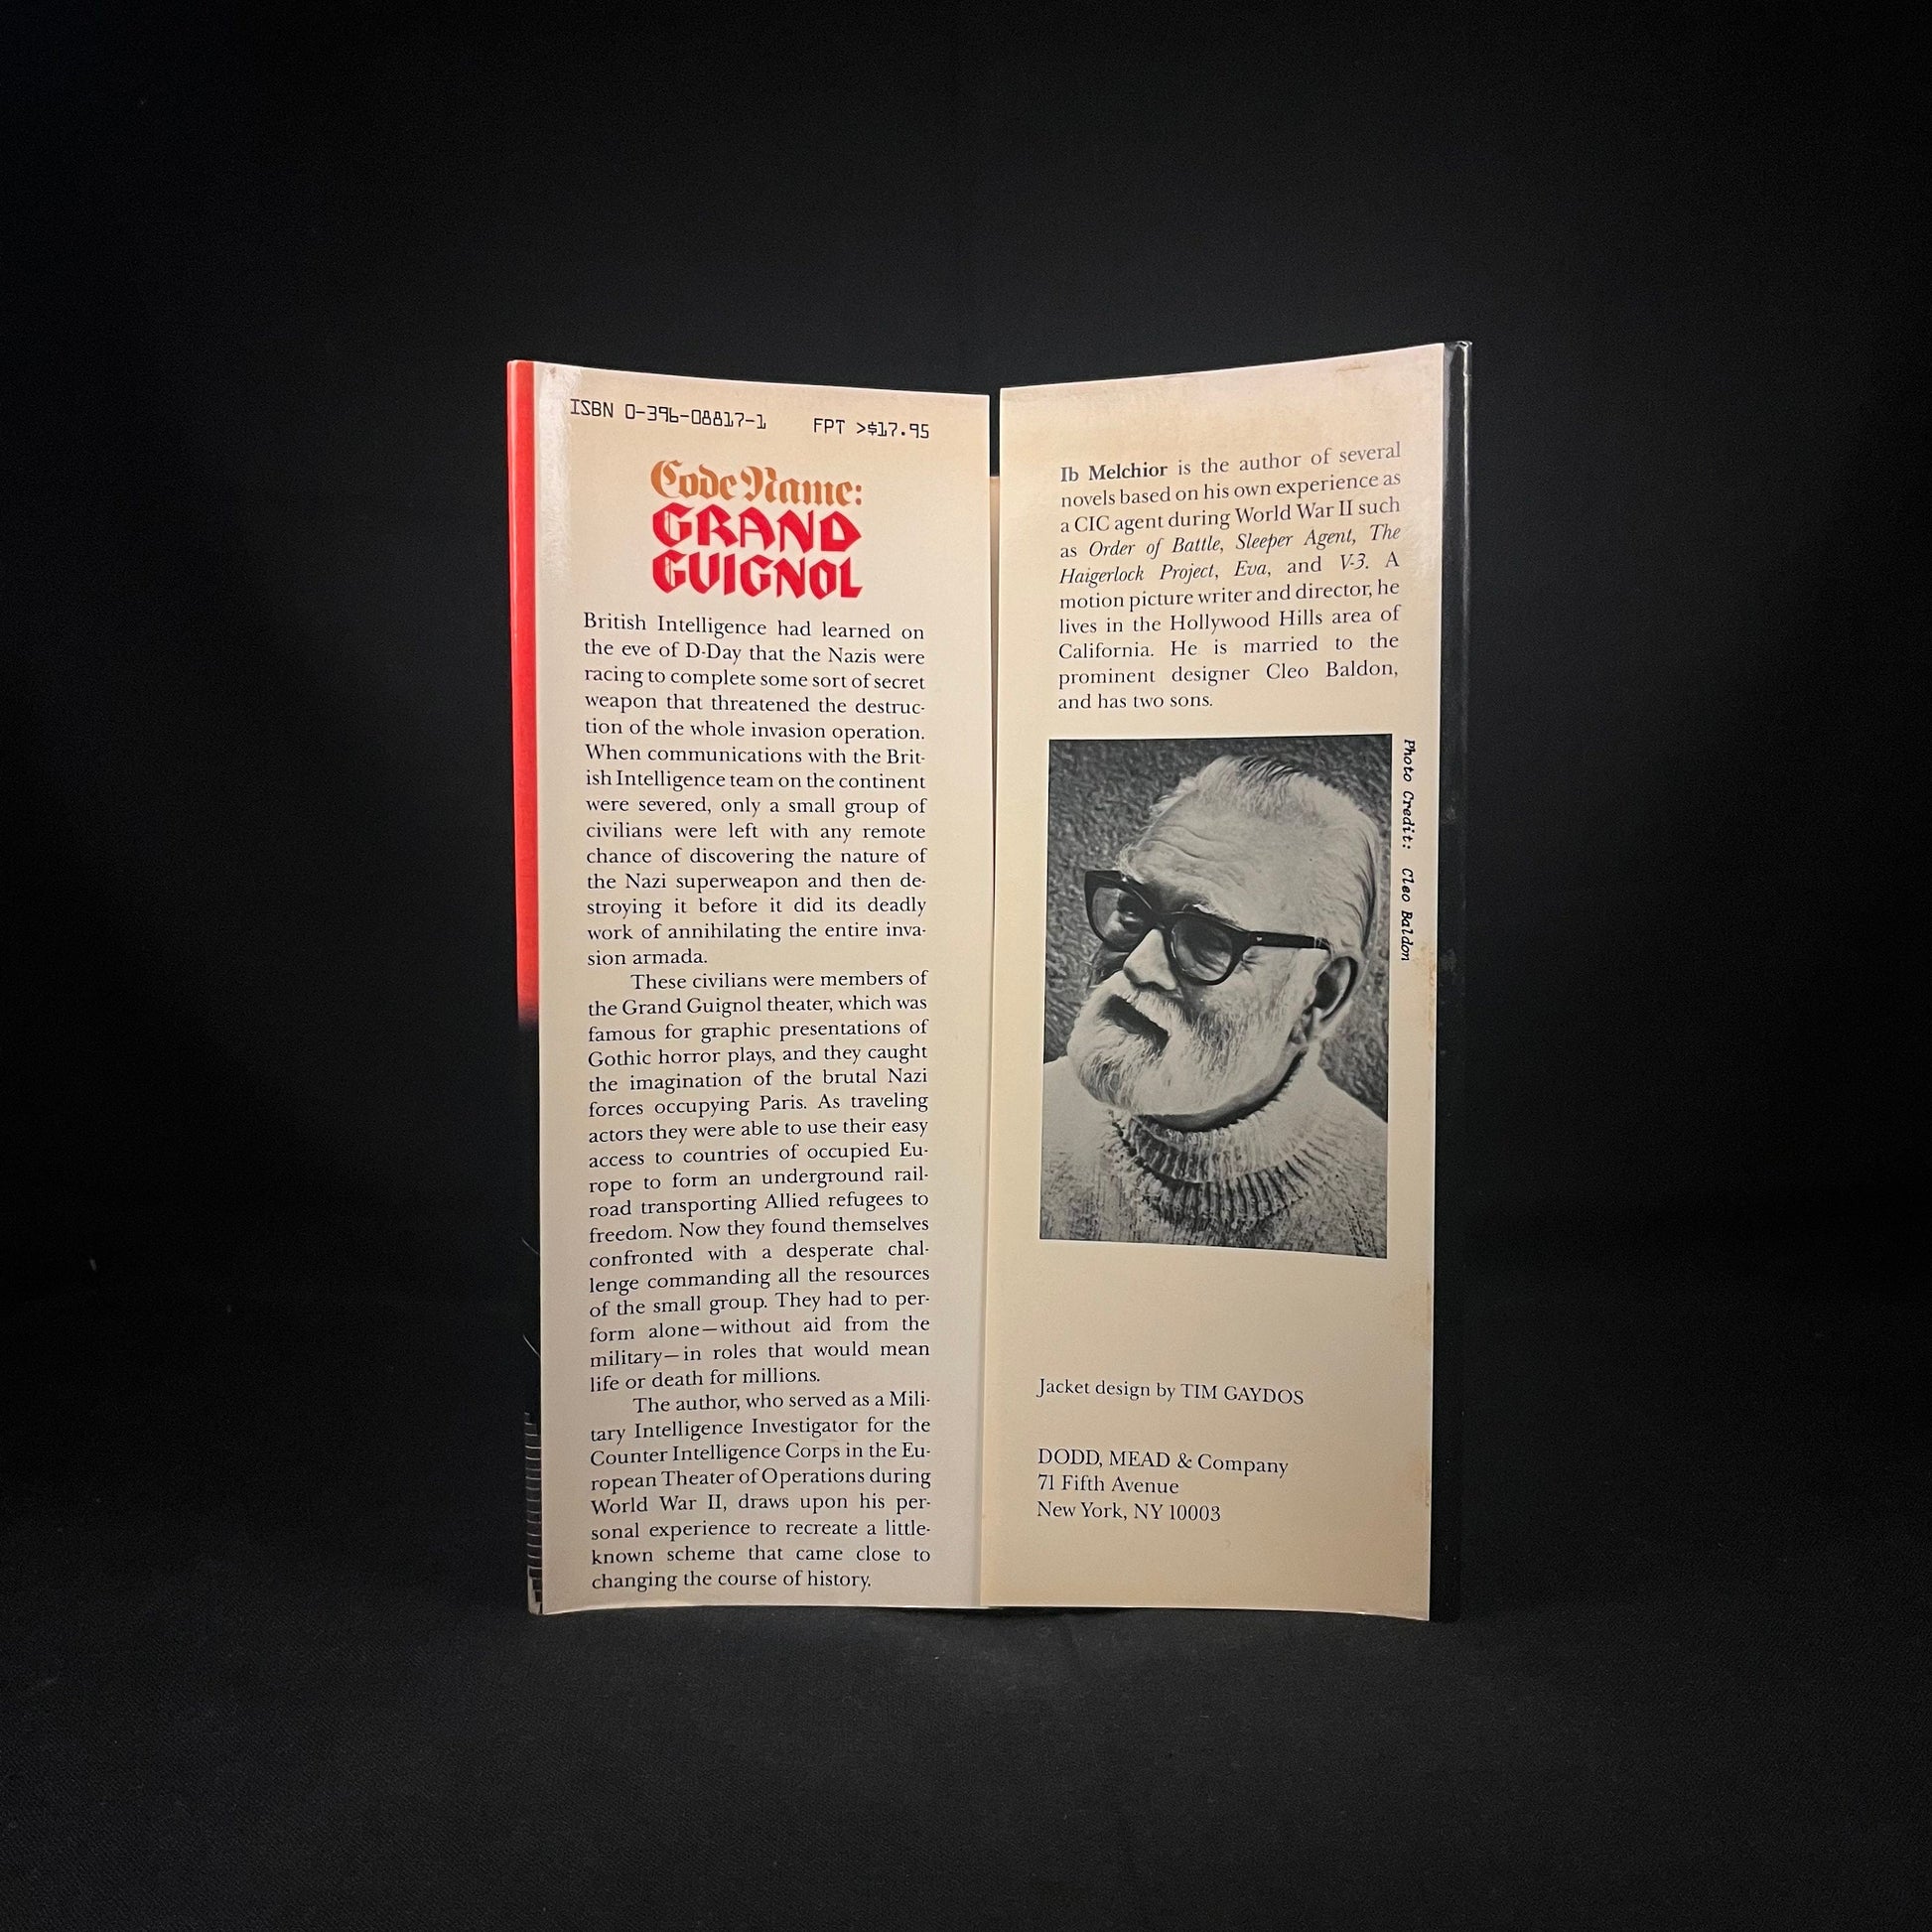 ISBN 0-396-08817-1 FPT >$17.95
Code Name:
GRAND
GUIGNOL
British Intelligence had learned on
the eve of D-Day that the Nazis were
racing to complete some sort of secret
weapon that threatened the destruc-
tion of the whole invasion operation.
When communications with the Brit-
ish Intelligence team on the continent
were severed, only a small group of
civilians were left with any remote
chance of discovering the nature of
the Nazi superweapon and then de-
stroying it before it did its deadly
work of annihilating the entire inva-
sion armada.
These civilians were members of
the Grand Guignol theater, which was
famous for graphic presentations of
Gothic horror plays, and they caught
the imagination of the brutal Nazi
forces occupying Paris. As traveling
actors they were able to use their easy
access to countries of occupied Eu-
rope to form an underground rail-
road transporting Allied refugees to
freedom. Now they found themselves
confronted with a desperate chal-
lenge commanding all the resources
of the small group. They had to per-
form alone—without aid from the
military—in roles that would mean
life or death for millions.
The author, who served as a Mili-
tary Intelligence Investigator for the
Counter Intelligence Corps in the Eu-
ropean Theater of Operations during
World War II, draws upon his per-
sonal experience to recreate a little-
known scheme that came close to
changing the course of history.
Ib Melchior is the author of several
novels based on his own experience as
a CIC agent during World War II such
as Order of Battle, Sleeper Agent, The
Haigerlock Project, Eva, and V-3. A
motion picture writer and director, he
lives in the Hollywood Hills area of
California. He is married to the
prominent designer Cleo Baldon,
and has two sons.
Photo Credit: Cleo Baldon
Jacket design by TIM GAYDOS
DODD, MEAD & Company
71 Fifth Avenue
New York, NY 10003